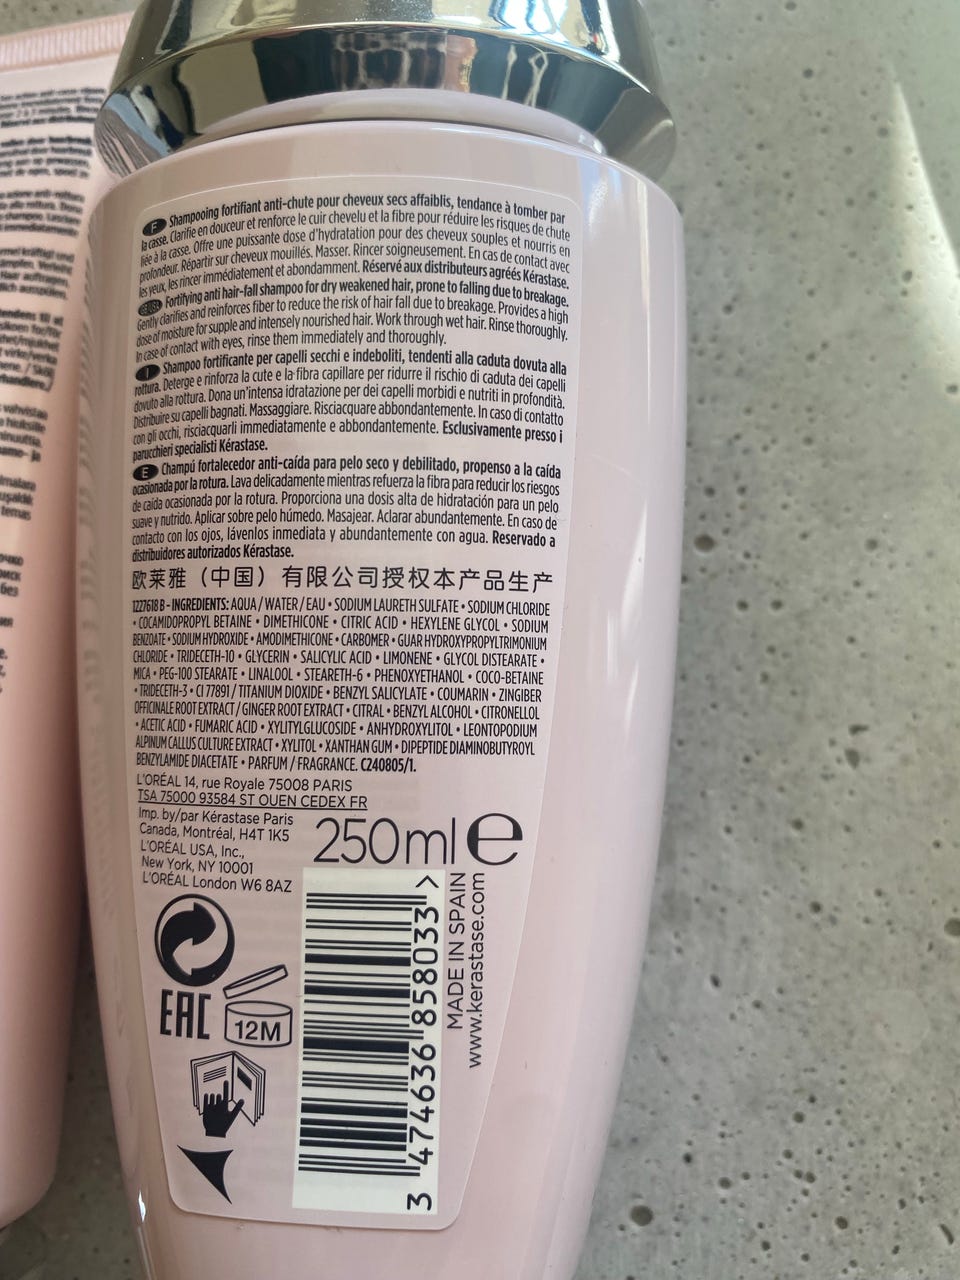 F Shampooing fortifiant anti-chute pour cheveux secs affaiblis, tendance à tomber par
la casse. Clarifie en douceur et renforce le cuir chevelu et la fibre pour réduire les risques de chute
liée à la casse. Offre une puissante dose d'hydratation pour des cheveux souples et nourris en
profondeur. Répartir sur cheveux mouillés. Masser. Rincer soigneusement. En cas de contact avec
les yeux, les rincer immédiatement et abondamment. Réservé aux distributeurs agréés Kérastase.
GB USA Fortifying anti hair-fall shampoo for dry weakened hair, prone to falling due to breakage.
Gently clarifies and reinforces fiber to reduce the risk of hair fall due to breakage. Provides a high
dose of moisture for supple and intensely nourished hair. Work through wet hair. Rinse thoroughly.
In case of contact with eyes, rinse them immediately and thoroughly.
I Shampoo fortificante per capelli secchi e indeboliti, tendenti alla caduta dovuta alla
rottura. Deterge e rinforza la cute e la fibra capillare per ridurre il rischio di caduta dei capelli
dovuto alla rottura. Dona un'intensa idratazione per dei capelli morbidi e nutriti in profondità.
Distribuire su capelli bagnati. Massaggiare. Risciacquare abbondantemente. In caso di contatto
con gli occhi, risciacquarli immediatamente e abbondantemente. Esclusivamente presso i
parucchieri specialisti Kérastase.
E Champú fortalecedor anti-caída para pelo seco y debilitado, propenso a la caída
ocasionada por la rotura. Lava delicadamente mientras refuerza la fibra para reducir los riesgos
de caída ocasionada por la rotura. Proporciona una dosis alta de hidratación para un pelo
suave y nutrido. Aplicar sobre pelo húmedo. Masajear. Aclarar abundantemente. En caso de
contacto con los ojos, lávenlos inmediata y abundantemente con agua. Reservado a
distribuidores autorizados Kérastase.
欧莱雅（中国）有限公司授权本产品生产
1227618 B - INGREDIENTS: AQUA / WATER / EAU • SODIUM LAURETH SULFATE • SODIUM CHLORIDE
• COCAMIDOPROPYL BETAINE • DIMETHICONE • CITRIC ACID • HEXYLENE GLYCOL • SODIUM
BENZOATE • SODIUM HYDROXIDE • AMODIMETHICONE • CARBOMER • GUAR HYDROXYPROPYLTRIMONIUM
CHLORIDE • TRIDECETH-10 • GLYCERIN • SALICYLIC ACID • LIMONENE • GLYCOL DISTEARATE •
MICA • PEG-100 STEARATE • LINALOOL • STEARETH-6 • PHENOXYETHANOL • COCO-BETAINE
• TRIDECETH-3 • CI 77891 / TITANIUM DIOXIDE • BENZYL SALICYLATE • COUMARIN • ZINGIBER
OFFICINALE ROOT EXTRACT / GINGER ROOT EXTRACT • CITRAL • BENZYL ALCOHOL • CITRONELLOL
• ACETIC ACID • FUMARIC ACID • XYLITYLGLUCOSIDE • ANHYDROXYLITOL • LEONTOPODIUM
ALPINUM CALLUS CULTURE EXTRACT • XYLITOL • XANTHAN GUM • DIPEPTIDE DIAMINOBUTYROYL
BENZYLAMIDE DIACETATE • PARFUM / FRAGRANCE. C240805/1.
L'ORÉAL 14, rue Royale 75008 PARIS
TSA 75000 93584 ST OUEN CEDEX FR
Imp. by/par Kérastase Paris
Canada, Montréal, H4T 1K5
L'ORÉAL USA, Inc.,
New York, NY 10001
L'ORÉAL London W6 8AZ
250ml e
EAC
12M
3 474636 858033 >
MADE IN SPAIN
www.kerastase.com